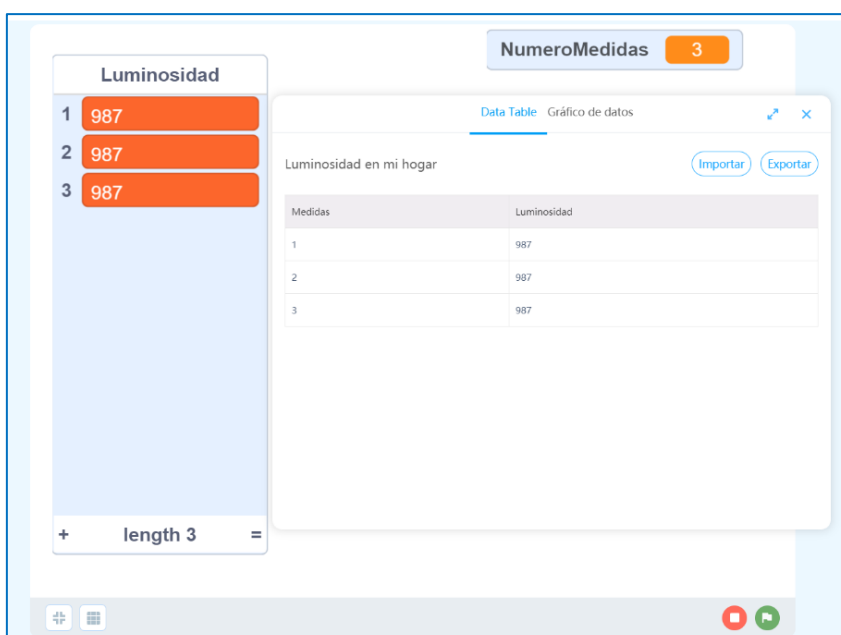 NumeroMedidas 3
Luminosidad
1 987
2 987
3 987
+ length 3 =
Data Table Gráfico de datos
Luminosidad en mi hogar Importar Exportar
Medidas Luminosidad
1 987
2 987
3 987